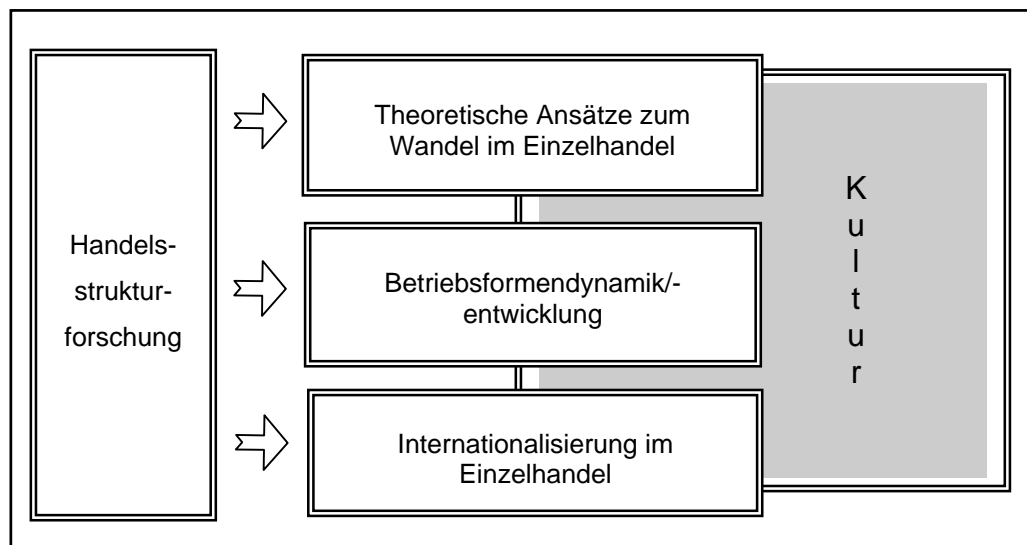 Handels-
struktur-
forschung
Theoretische Ansätze zum
Wandel im Einzelhandel
Betriebsformendynamik/-
entwicklung
Internationalisierung im
Einzelhandel
K
u
l
t
u
r